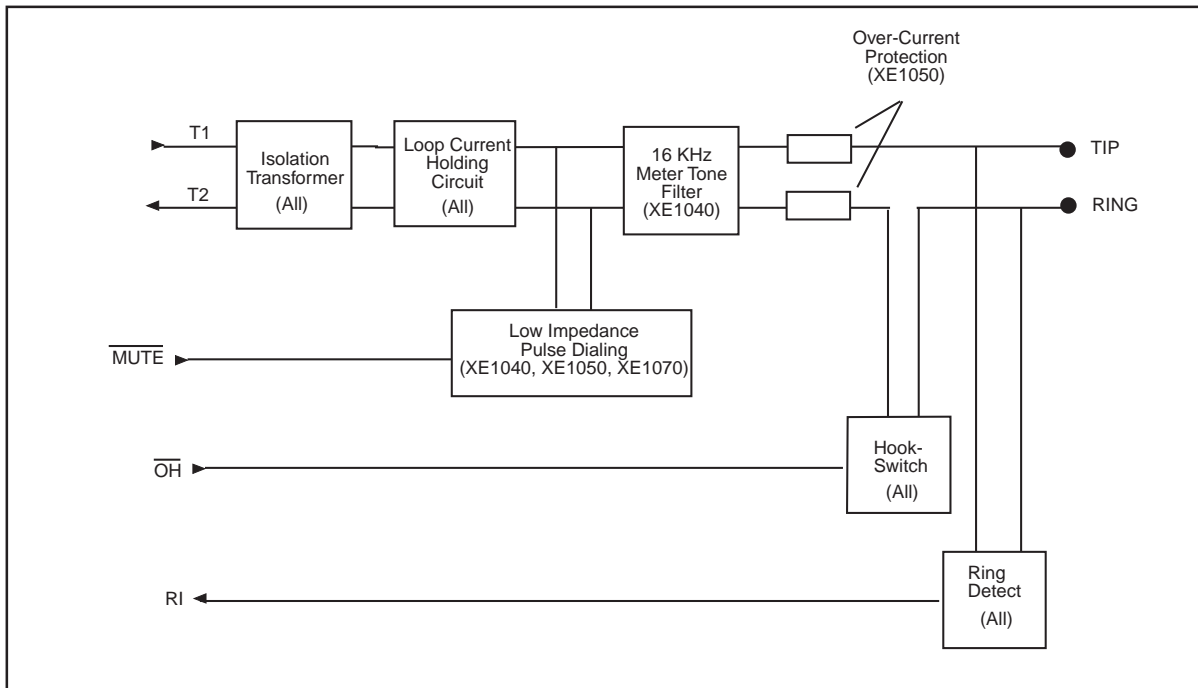 Over-Current
Protection
(XE1050)
T1
T2
Isolation
Transformer
(All)
Loop Current
Holding
Circuit
(All)
16 KHz
Meter Tone
Filter
(XE1040)
TIP
RING
MUTE
Low Impedance
Pulse Dialing
(XE1040, XE1050, XE1070)
OH
Hook-
Switch
(All)
RI
Ring
Detect
(All)